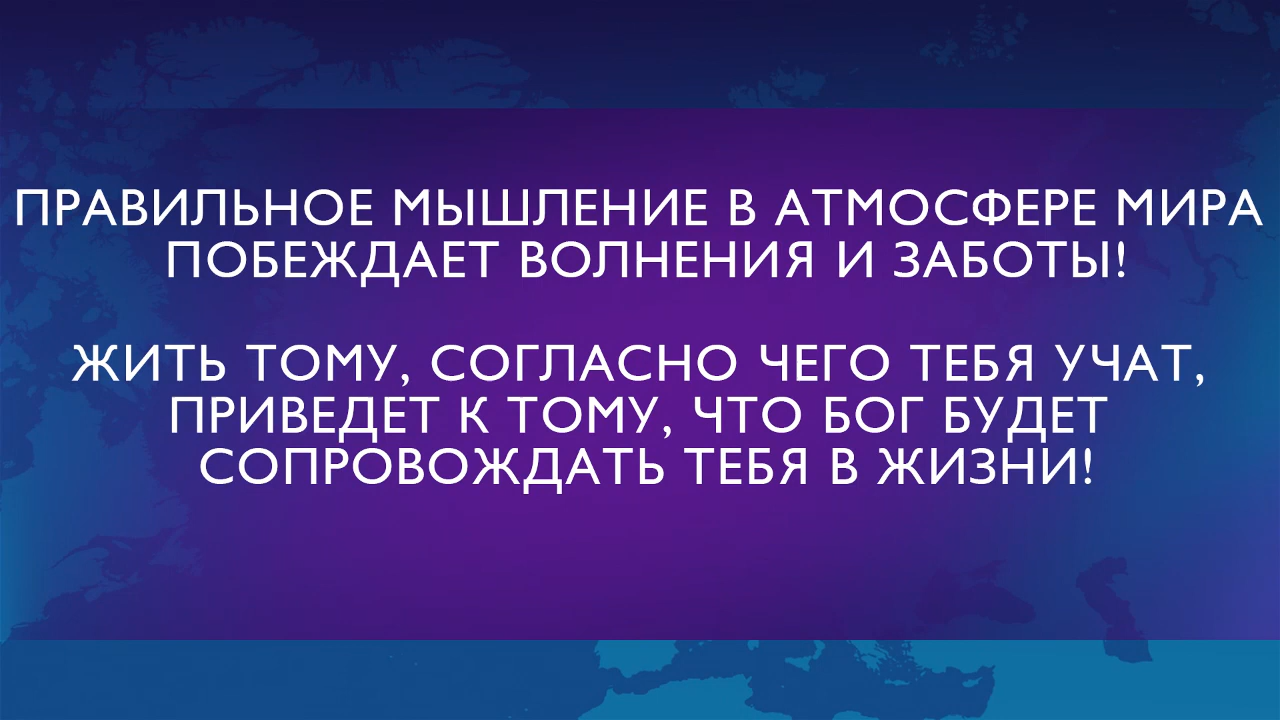 ПРАВИЛЬНОЕ МЫШЛЕНИЕ В АТМОСФЕРЕ МИРА
ПОБЕЖДАЕТ ВОЛНЕНИЯ И ЗАБОТЫ!
ЖИТЬ ТОМУ, СОГЛАСНО ЧЕГО ТЕБЯ УЧАТ,
ПРИВЕДЕТ К ТОМУ, ЧТО БОГ БУДЕТ
СОПРОВОЖДАТЬ ТЕБЯ В ЖИЗНИ!